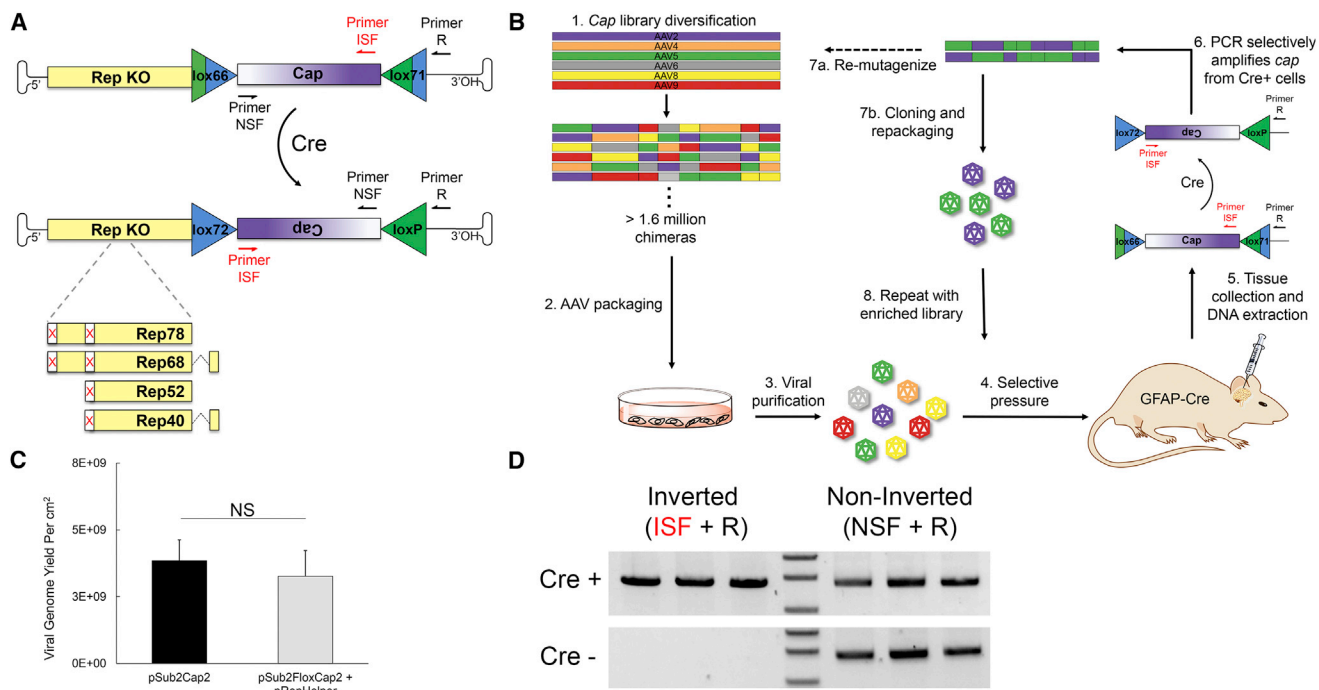 A
Primer
ISF
Primer
R
5'
Rep KO
lox66
Cap
lox71
3'OH
Primer
NSF
Cre
Primer
NSF
Primer
R
5'
Rep KO
lox72
Cap
loxP
3'OH
Primer
ISF
X X Rep78
X X Rep68
X Rep52
X Rep40
B
1. Cap library diversification
AAV2
AAV4
AAV5
AAV6
AAV8
AAV9
> 1.6 million
chimeras
2. AAV packaging
3. Viral
purification
4. Selective
pressure
GFAP-Cre
5. Tissue
collection and
DNA extraction
lox66
Cap
lox71
Primer
ISF
Primer
R
Cre
lox72
Cap
loxP
Primer
ISF
Primer
R
6. PCR selectively
amplifies cap
from Cre+ cells
7a. Re-mutagenize
7b. Cloning and
repackaging
8. Repeat with
enriched library
C
Viral Genome Yield Per cm2
8E+09
5E+09
3E+09
0E+00
NS
pSub2Cap2
pSub2FloxCap2 +
D
Inverted
(ISF + R)
Non-Inverted
(NSF + R)
Cre +
Cre -